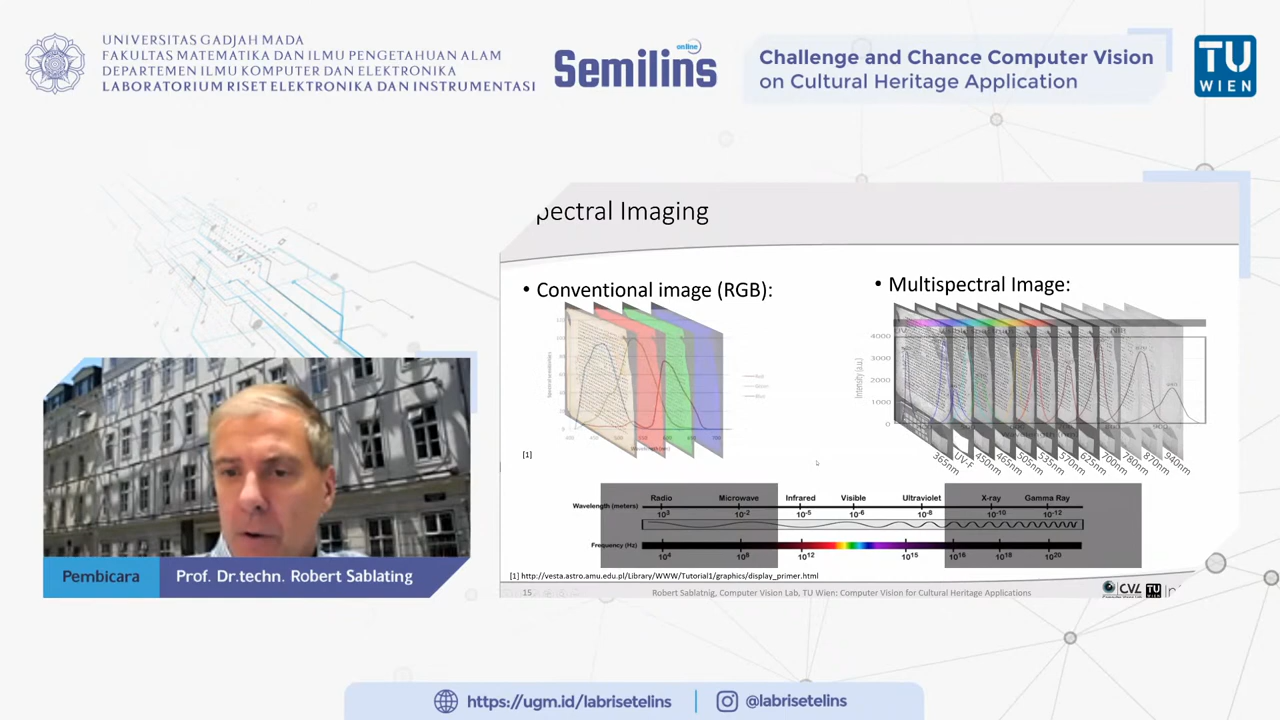 UNIVERSITAS GADJAH MADA
FAKULTAS MATEMATIKA DAN ILMU PENGETAHUAN ALAM
DEPARTEMEN ILMU KOMPUTER DAN ELEKTRONIKA
LABORATORIUM RISET ELEKTRONIKA DAN INSTRUMENTASI
online
Semilins
Challenge and Chance Computer Vision
on Cultural Heritage Application
TU
WIEN
pectral Imaging
• Conventional image (RGB):
• Multispectral Image:
4000
3000
2000
1000
0
Intensity (a.u.)
365nm UV-F 450nm 465nm 505nm 535nm 570nm 625nm 700nm 780nm 870nm 940nm
[1]
Radio Microwave Infrared Visible Ultraviolet X-ray Gamma Ray
Wavelength (meters)
10³ 10⁻² 10⁻⁵ 10⁻⁶ 10⁻⁸ 10⁻¹⁰ 10⁻¹²
Frequency (Hz)
10⁴ 10⁸ 10¹² 10¹⁵ 10¹⁶ 10¹⁸ 10²⁰
[1] http://vesta.astro.amu.edu.pl/Library/WWW/Tutorial1/graphics/display_primer.html
15 Robert Sablatnig, Computer Vision Lab, TU Wien: Computer Vision for Cultural Heritage Applications
CVL TU
Pembicara Prof. Dr.techn. Robert Sablating
https://ugm.id/labrisetelins
@labrisetelins